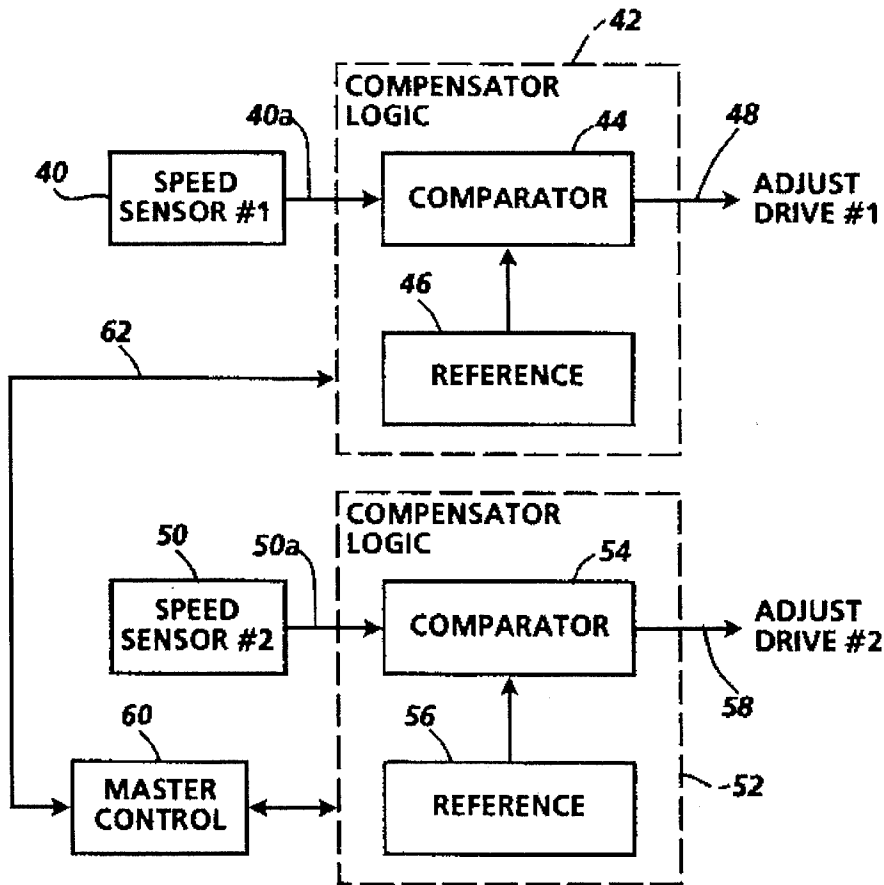 42
COMPENSATOR
LOGIC
40a
44
48
40
SPEED
SENSOR #1
COMPARATOR
ADJUST
DRIVE #1
46
62
REFERENCE
COMPENSATOR
LOGIC
50
50a
54
SPEED
SENSOR #2
COMPARATOR
ADJUST
DRIVE #2
58
60
56
MASTER
CONTROL
REFERENCE
52